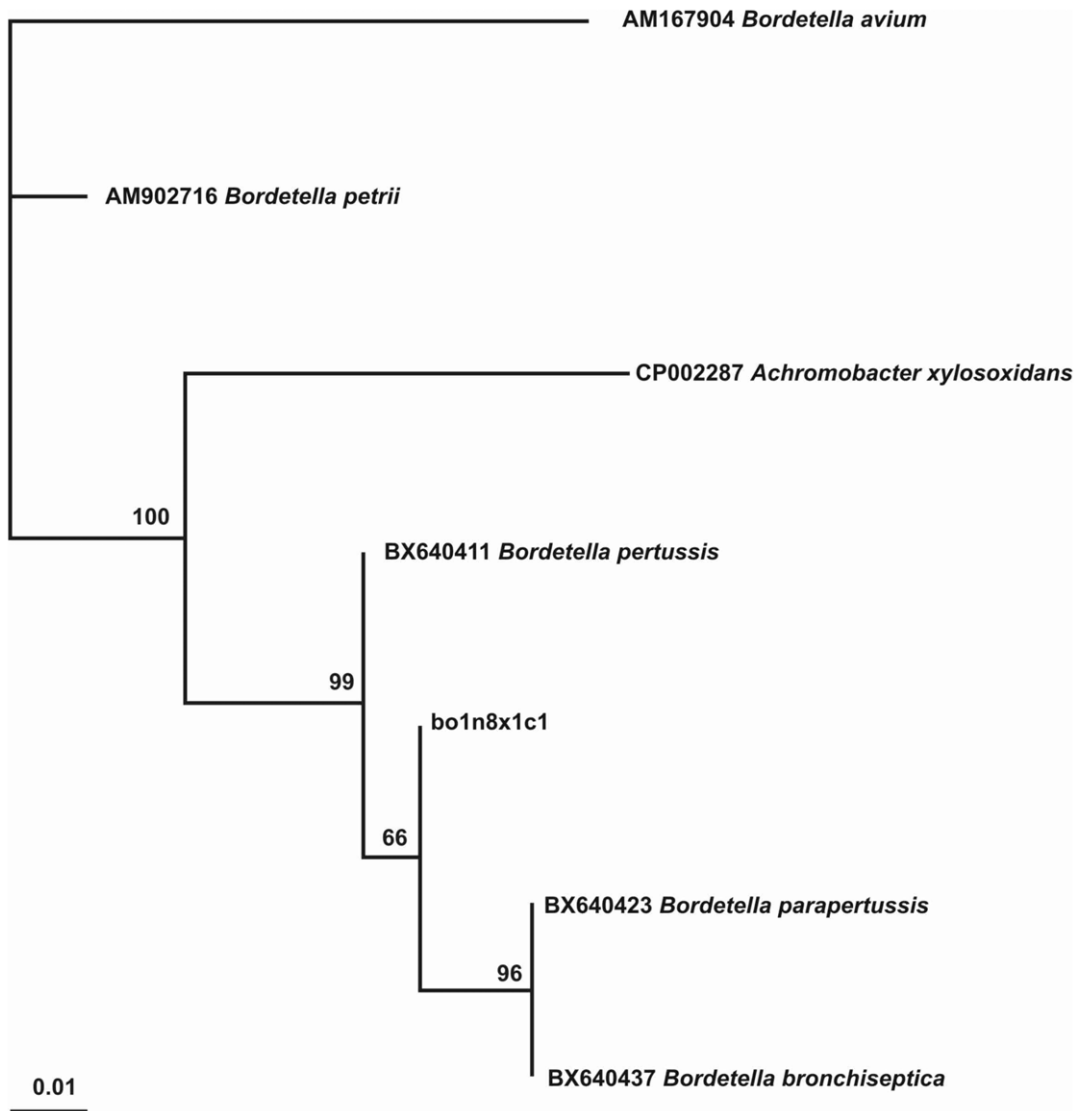 AM167904 Bordetella avium
AM902716 Bordetella petrii
CP002287 Achromobacter xylosoxidans
100
BX640411 Bordetella pertussis
99
bo1n8x1c1
66
BX640423 Bordetella parapertussis
96
BX640437 Bordetella bronchiseptica
0.01